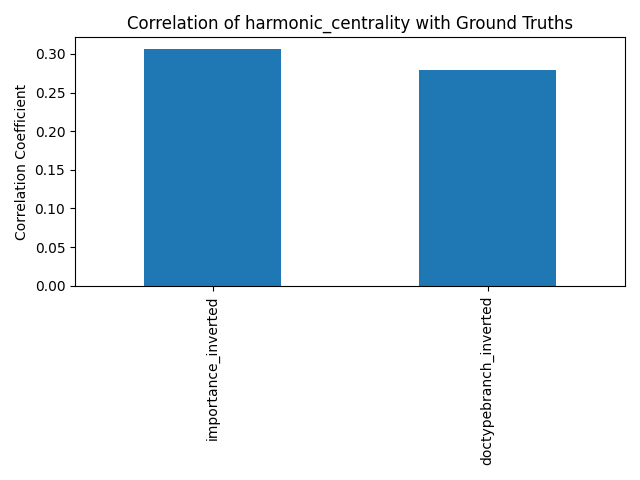 Correlation of harmonic_centrality with Ground Truths
Correlation Coefficient
0.30
0.25
0.20
0.15
0.10
0.05
0.00
importance_inverted
doctypebranch_inverted